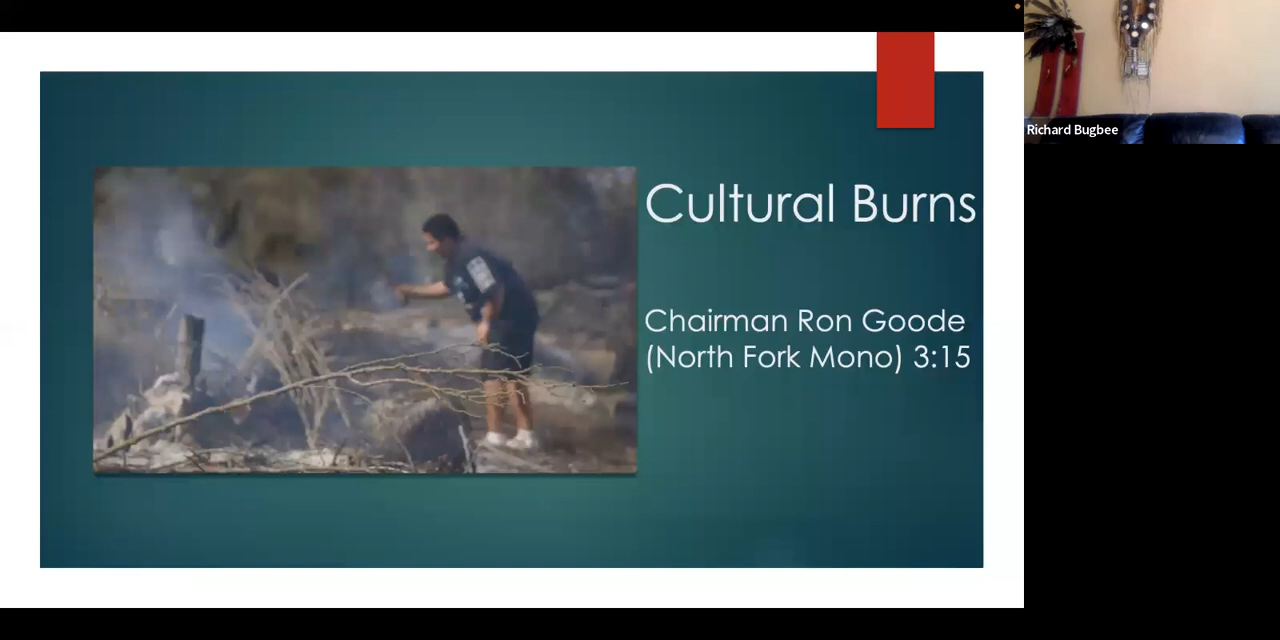 Cultural Burns
Chairman Ron Goode
(North Fork Mono) 3:15
Richard Bugbee